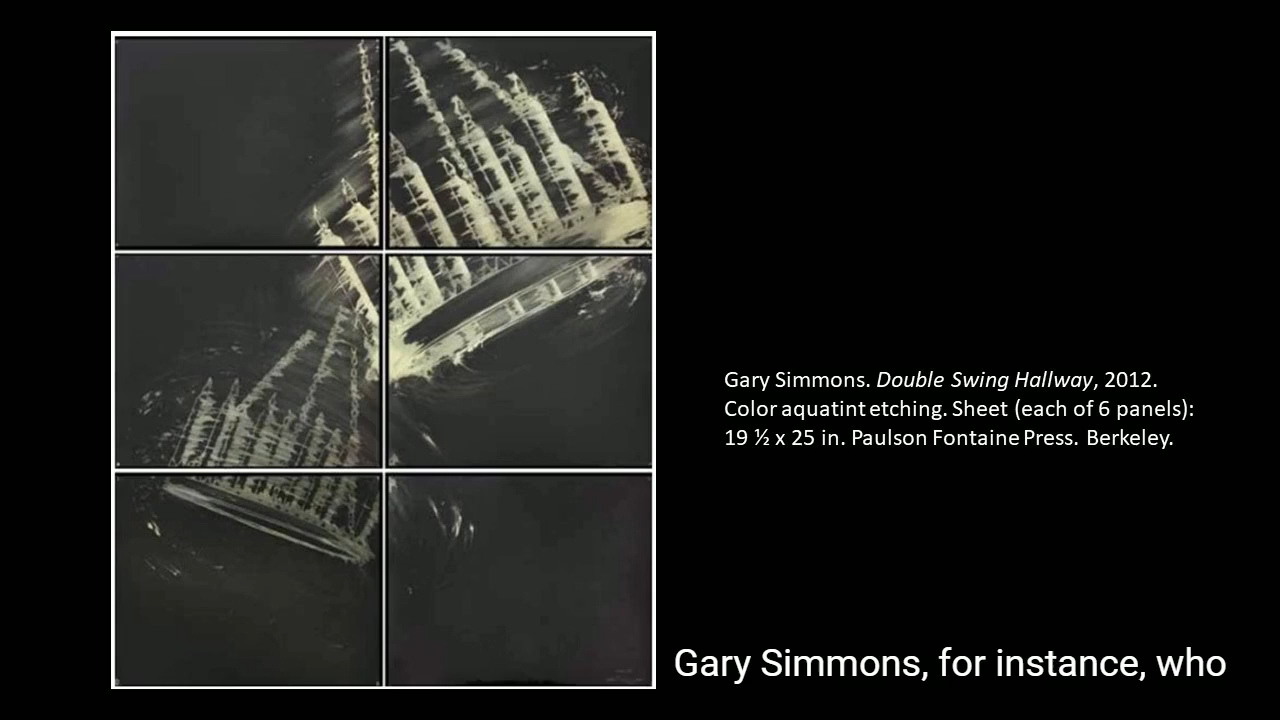 Gary Simmons. Double Swing Hallway, 2012.
Color aquatint etching. Sheet (each of 6 panels):
19 ½ x 25 in. Paulson Fontaine Press. Berkeley.
Gary Simmons, for instance, who